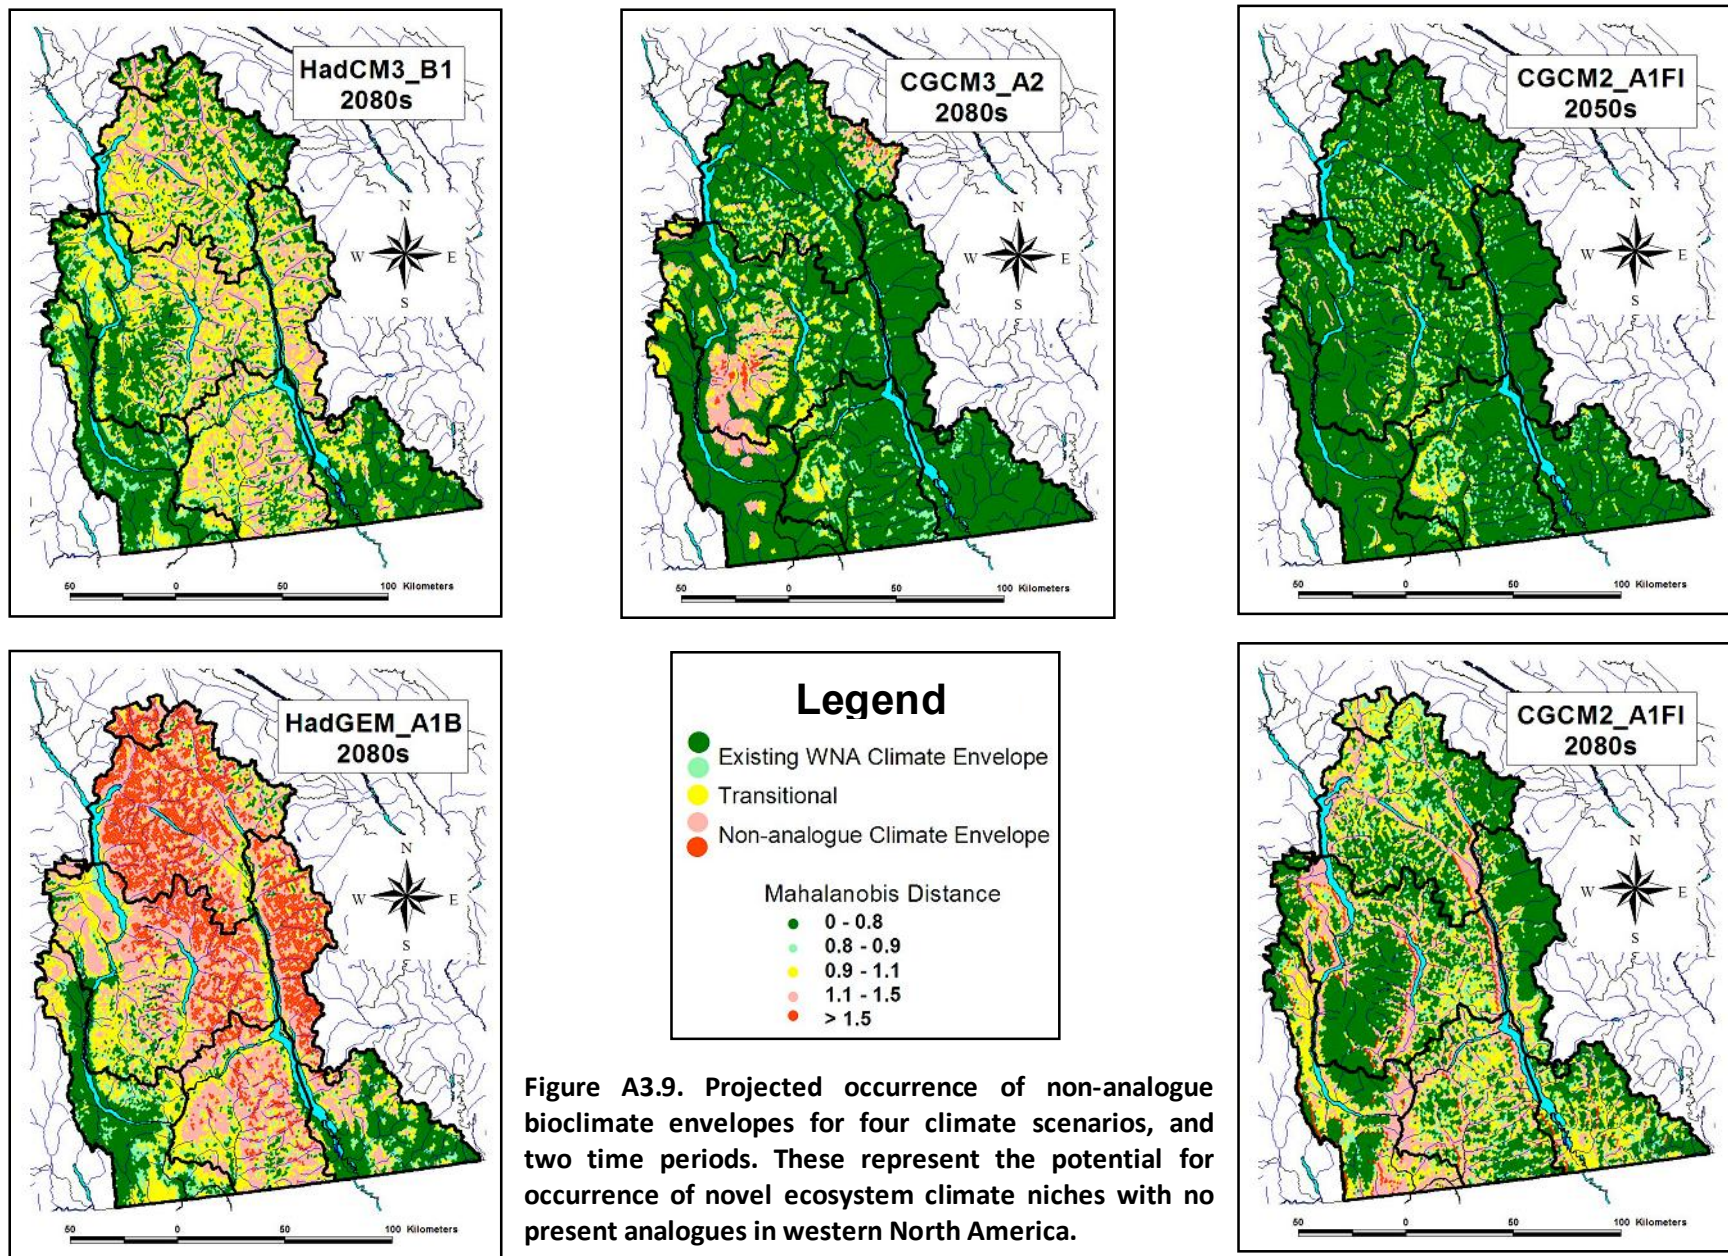 HadCM3_B1
2080s
N
W
E
S
50 0 50 100 Kilometers
CGCM3_A2
2080s
N
W
E
S
50 0 50 100 Kilometers
CGCM2_A1FI
2050s
N
W
E
S
50 0 50 100 Kilometers
HadGEM_A1B
2080s
N
W
E
S
50 0 50 100 Kilometers
Legend
Existing WNA Climate Envelope
Transitional
Non-analogue Climate Envelope
Mahalanobis Distance
0 - 0.8
0.8 - 0.9
0.9 - 1.1
1.1 - 1.5
> 1.5
Figure A3.9. Projected occurrence of non-analogue
bioclimate envelopes for four climate scenarios, and
two time periods. These represent the potential for
occurrence of novel ecosystem climate niches with no
present analogues in western North America.
CGCM2_A1FI
2080s
N
W
E
S
50 0 50 100 Kilometers